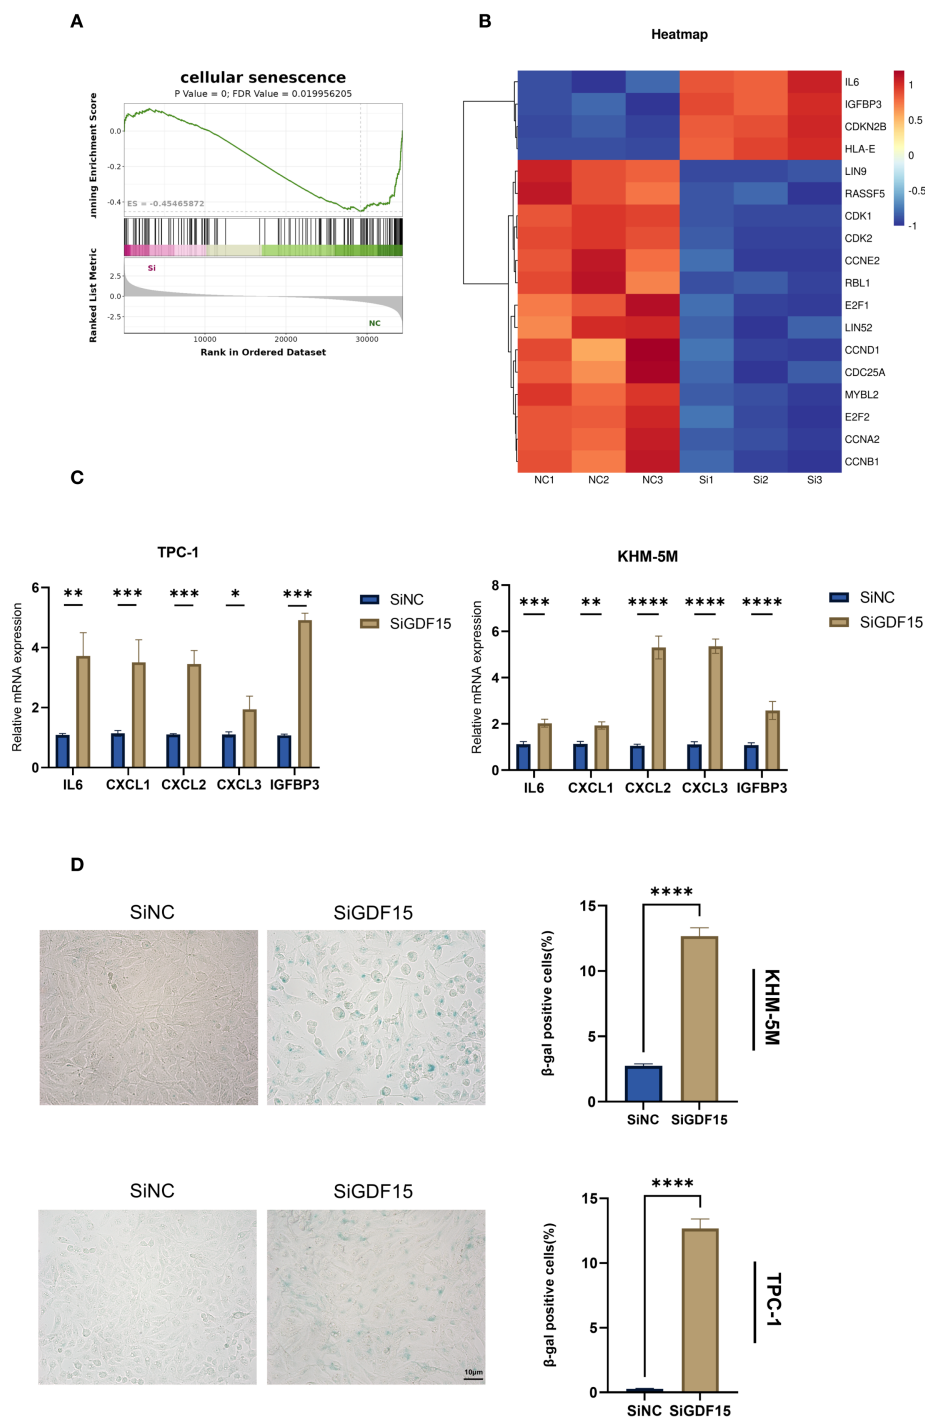 A
cellular senescence
P Value = 0; FDR Value = 0.019956205
unning Enrichment Score
0.0
-0.2
-0.4
ES = -0.45465872
Ranked List Metric
2.5
0.0
-2.5
Si
NC
10000
20000
30000
Rank in Ordered Dataset
B
Heatmap
IL6
IGFBP3
CDKN2B
HLA-E
LIN9
RASSF5
CDK1
CDK2
CCNE2
RBL1
E2F1
LIN52
CCND1
CDC25A
MYBL2
E2F2
CCNA2
CCNB1
NC1 NC2 NC3 Si1 Si2 Si3
1
0.5
0
-0.5
-1
C
TPC-1
Relative mRNA expression
6
4
2
0
** *** *** * ***
SiNC
SiGDF15
IL6 CXCL1 CXCL2 CXCL3 IGFBP3
KHM-5M
Relative mRNA expression
8
6
4
2
0
*** ** **** **** ****
SiNC
SiGDF15
IL6 CXCL1 CXCL2 CXCL3 IGFBP3
D
SiNC SiGDF15
β-gal positive cells(%)
15
10
5
0
****
SiNC SiGDF15
KHM-5M
SiNC SiGDF15
10μm
β-gal positive cells(%)
15
10
5
0
****
SiNC SiGDF15
TPC-1